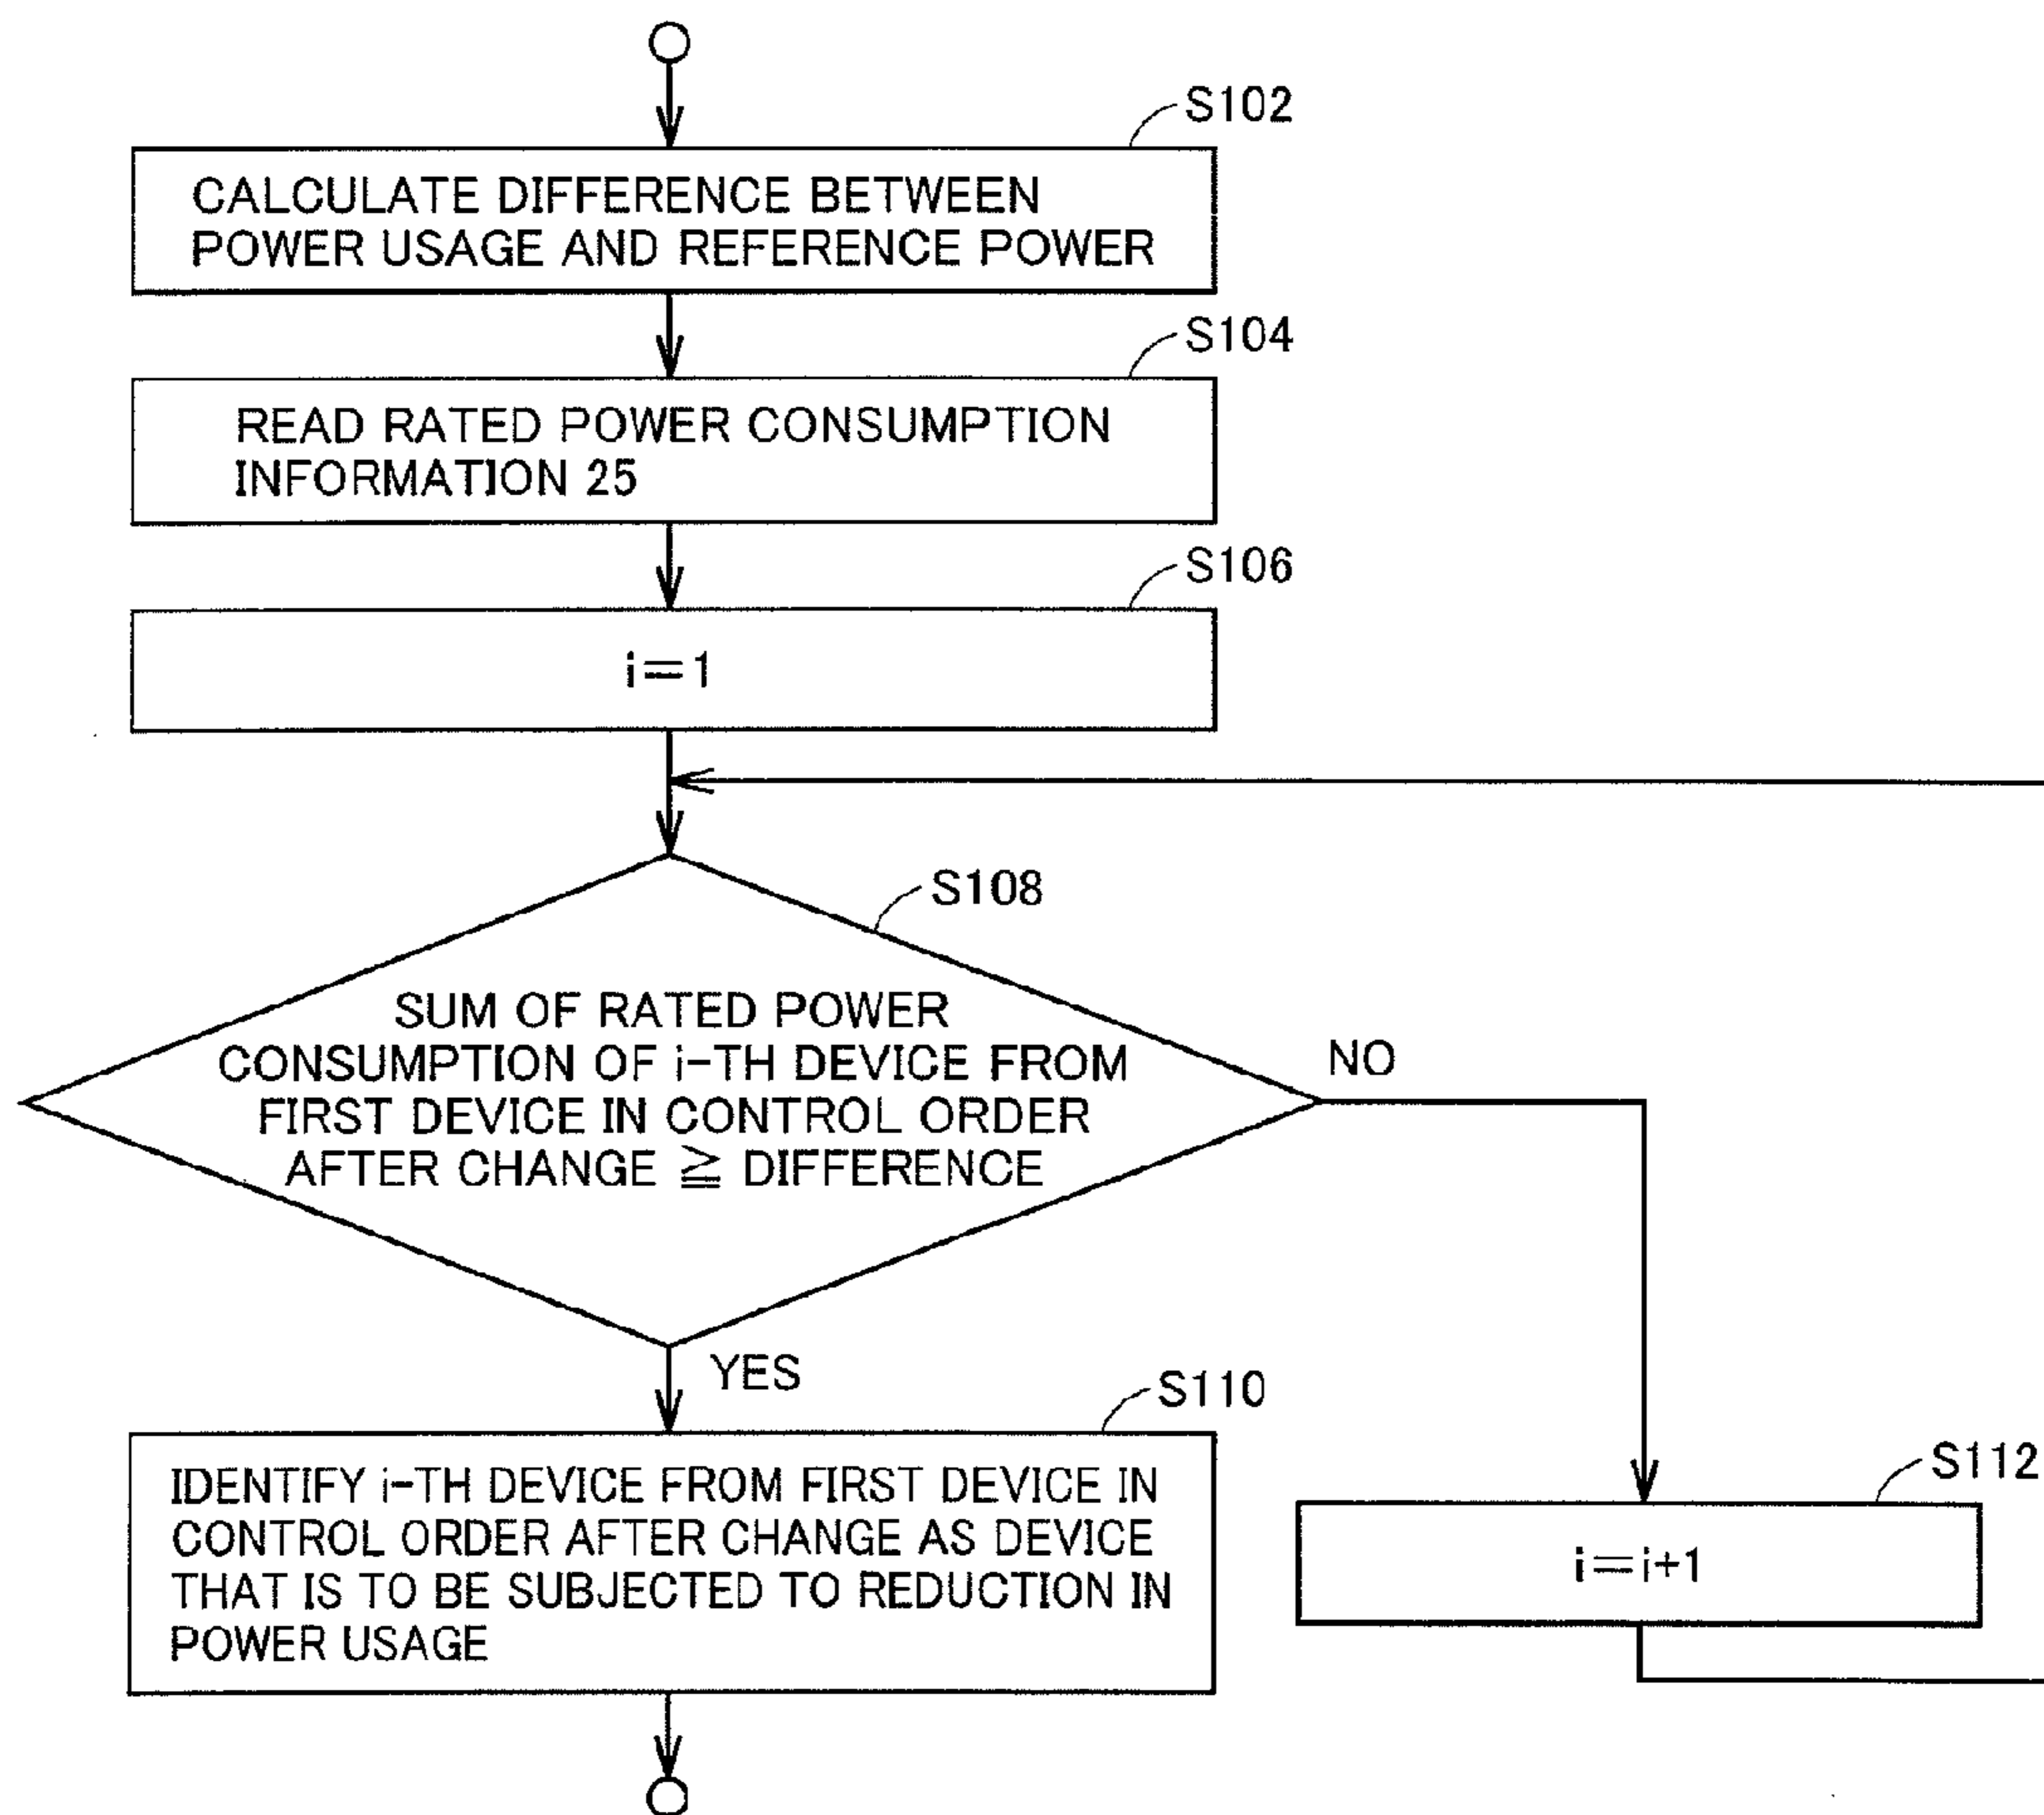 S102
CALCULATE DIFFERENCE BETWEEN
POWER USAGE AND REFERENCE POWER
S104
READ RATED POWER CONSUMPTION
INFORMATION 25
S106
i=1
S108
SUM OF RATED POWER
CONSUMPTION OF i-TH DEVICE FROM
FIRST DEVICE IN CONTROL ORDER
AFTER CHANGE ≧ DIFFERENCE
NO
YES
S110
IDENTIFY i-TH DEVICE FROM FIRST DEVICE IN
CONTROL ORDER AFTER CHANGE AS DEVICE
THAT IS TO BE SUBJECTED TO REDUCTION IN
POWER USAGE
S112
i=i+1